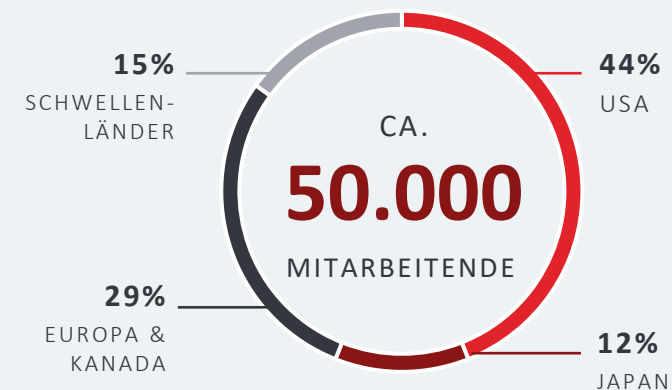 15%
SCHWELLEN-
LÄNDER
44%
USA
CA.
50.000
MITARBEITENDE
29%
EUROPA &
KANADA
12%
JAPAN